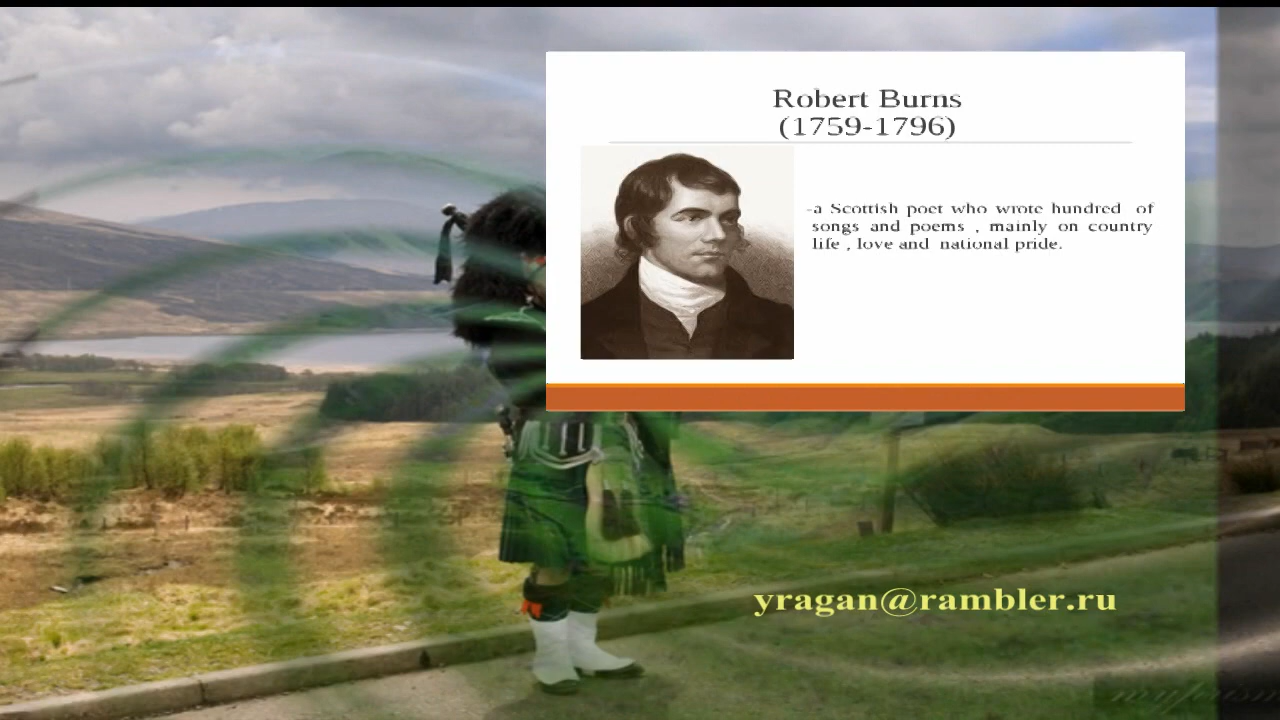 Robert Burns
(1759-1796)
-a Scottish poet who wrote hundred of
songs and poems , mainly on country
life , love and national pride.
yragan@rambler.ru